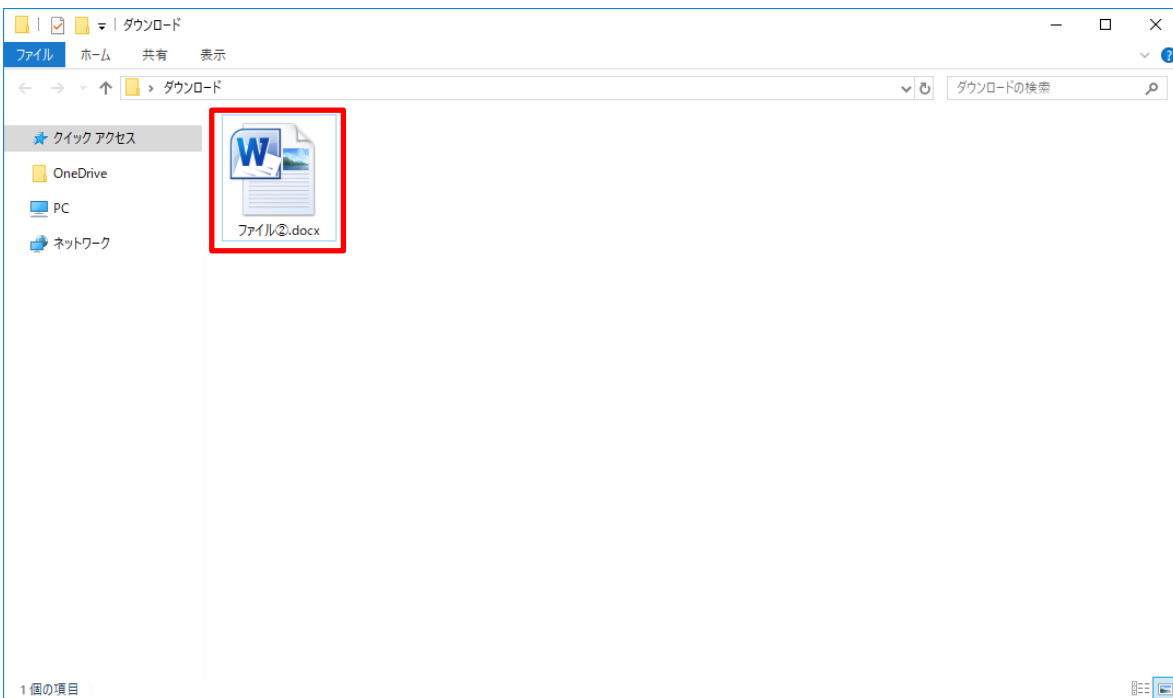 ダウンロード
ファイル ホーム 共有 表示
ダウンロード ダウンロードの検索
クイック アクセス
OneDrive
PC
ネットワーク
W
ファイル②.docx
1 個の項目